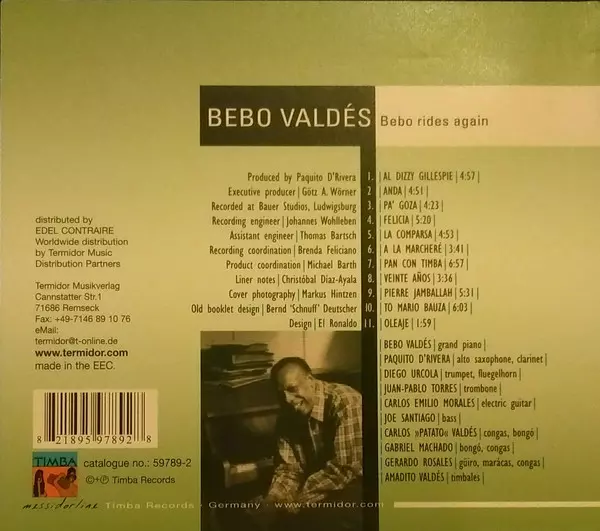 BEBO VALDÉS
Bebo rides again
Produced by Paquito D'Rivera
Executive producer | Götz A. Wörner
Recorded at Bauer Studios, Ludwigsburg
Recording engineer | Johannes Wohlleben
Assistant engineer | Thomas Bartsch
Recording coordination | Brenda Feliciano
Product coordination | Michael Barth
Liner notes | Christóbal Díaz-Ayala
Cover photography | Markus Hintzen
Old booklet design | Bernd 'Schnuff' Deutscher
Design | El Ronaldo
1. | AL DIZZY GILLESPIE | 4:57 |
2 | ANDA | 4:51 |
3. | PA' GOZA | 4:23 |
4. | FELICIA | 5:20 |
5. | LA COMPARSA | 4:53 |
6. | A LA MARCHERÉ | 3:41 |
7. | PAN CON TIMBA | 6:57 |
8. | VEINTE AÑOS | 3:36 |
9. | PIERRE JAMBALLAH | 5:31 |
10. | TO MARIO BAUZA | 6:03 |
11. | OLEAJE | 1:59 |
BEBO VALDÉS | grand piano |
PAQUITO D'RIVERA | alto saxophone, clarinet |
DIEGO URCOLA | trumpet, fluegelhorn |
JUAN-PABLO TORRES | trombone |
CARLOS EMILIO MORALES | electric guitar |
JOE SANTIAGO | bass |
CARLOS »PATATO« VALDÉS | congas, bongó |
GABRIEL MACHADO | bongó, congas |
GERARDO ROSALES | güiro, marácas, congas |
AMADITO VALDÉS | timbales |
distributed by
EDEL CONTRAIRE
Worldwide distribution
by Termidor Music
Distribution Partners
Termidor Musikverlag
Cannstatter Str.1
71686 Remseck
Fax: +49-7146 89 10 76
eMail:
termidor@t-online.de
www.termidor.com
made in the EEC.
8 21895 97892 8
TIMBA
catalogue no.: 59789-2
©+℗ Timba Records
messidorline Timba Records · Germany · www.termidor.com